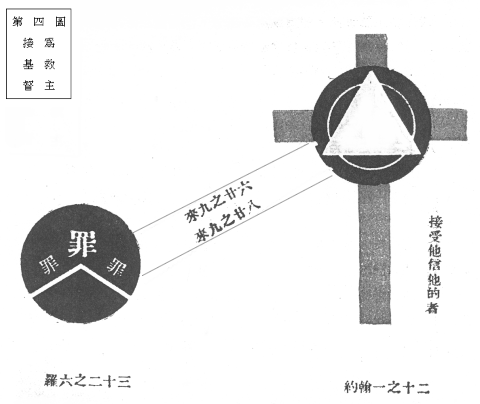 第四圖
接基督
為救主
罪
罪
罪
來九之廿六
來九之廿八
接受他信他的者
羅六之二十三
約翰一之十二